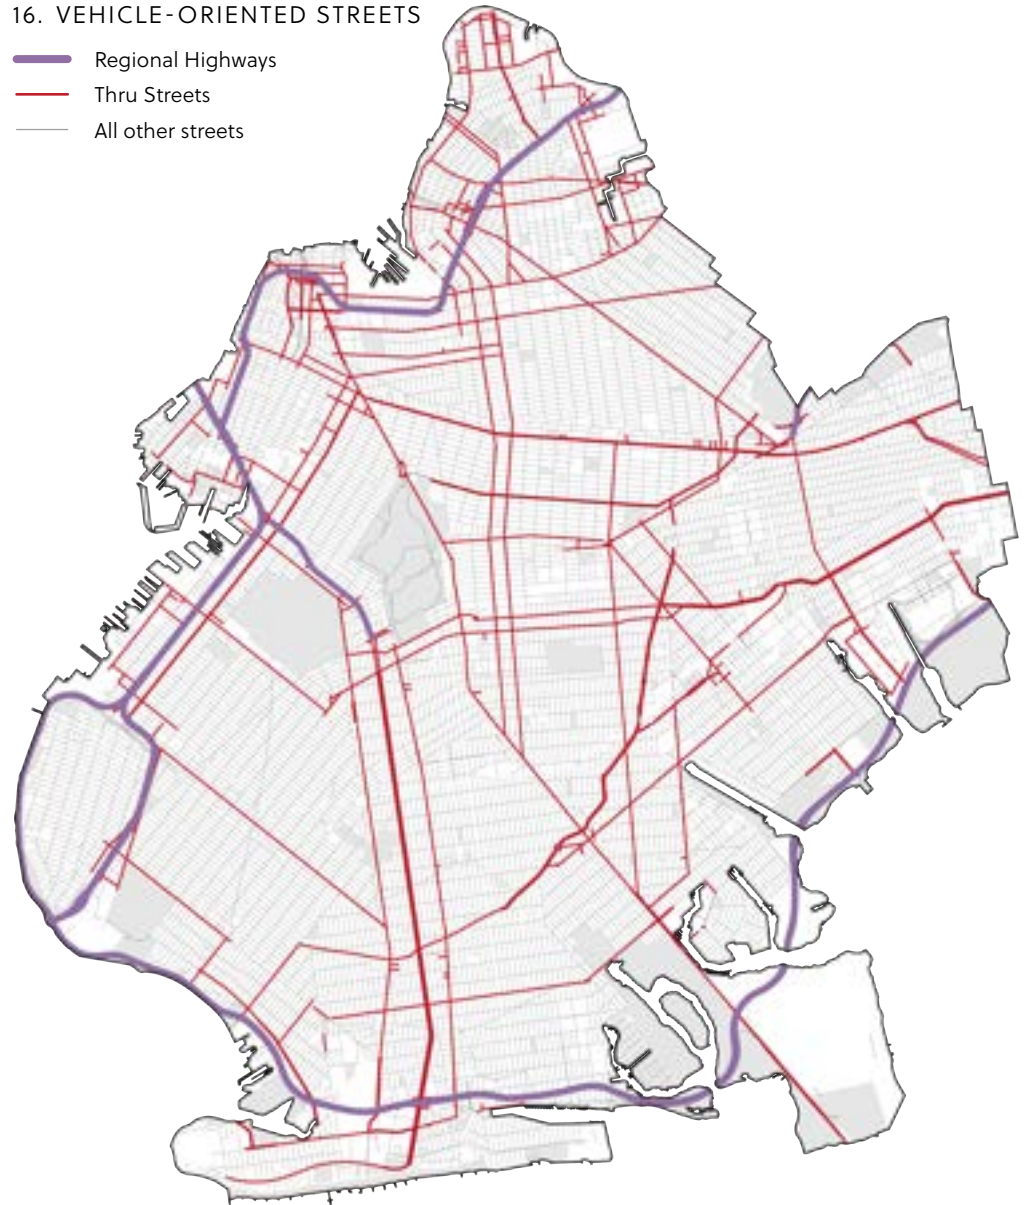 16. VEHICLE-ORIENTED STREETS
Regional Highways
Thru Streets
All other streets